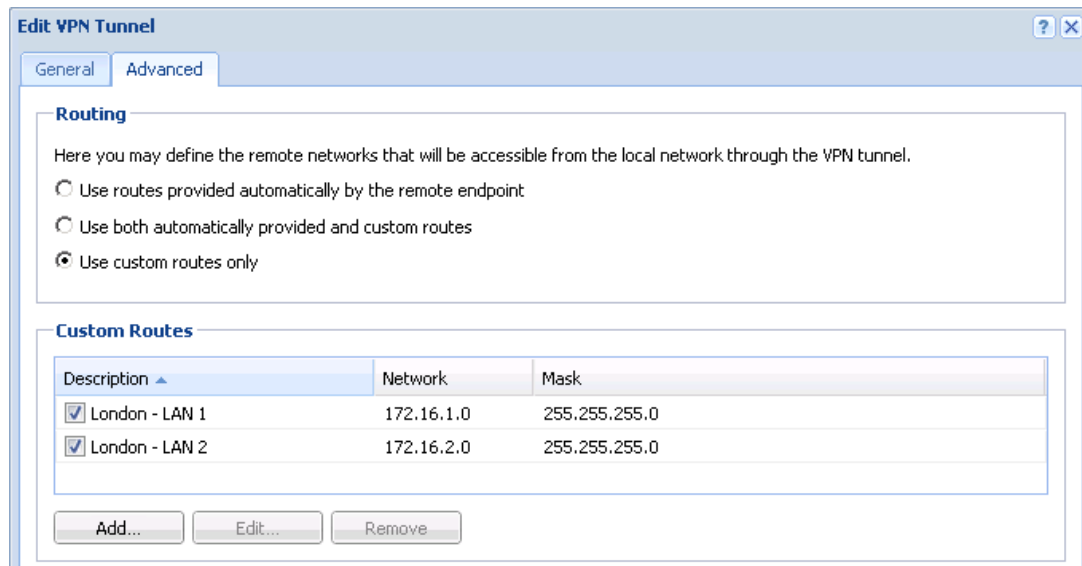 Edit VPN Tunnel
?
General Advanced
Routing
Here you may define the remote networks that will be accessible from the local network through the VPN tunnel.
Use routes provided automatically by the remote endpoint
Use both automatically provided and custom routes
Use custom routes only
Custom Routes
Description Network Mask
London - LAN 1 172.16.1.0 255.255.255.0
London - LAN 2 172.16.2.0 255.255.255.0
Add... Edit... Remove